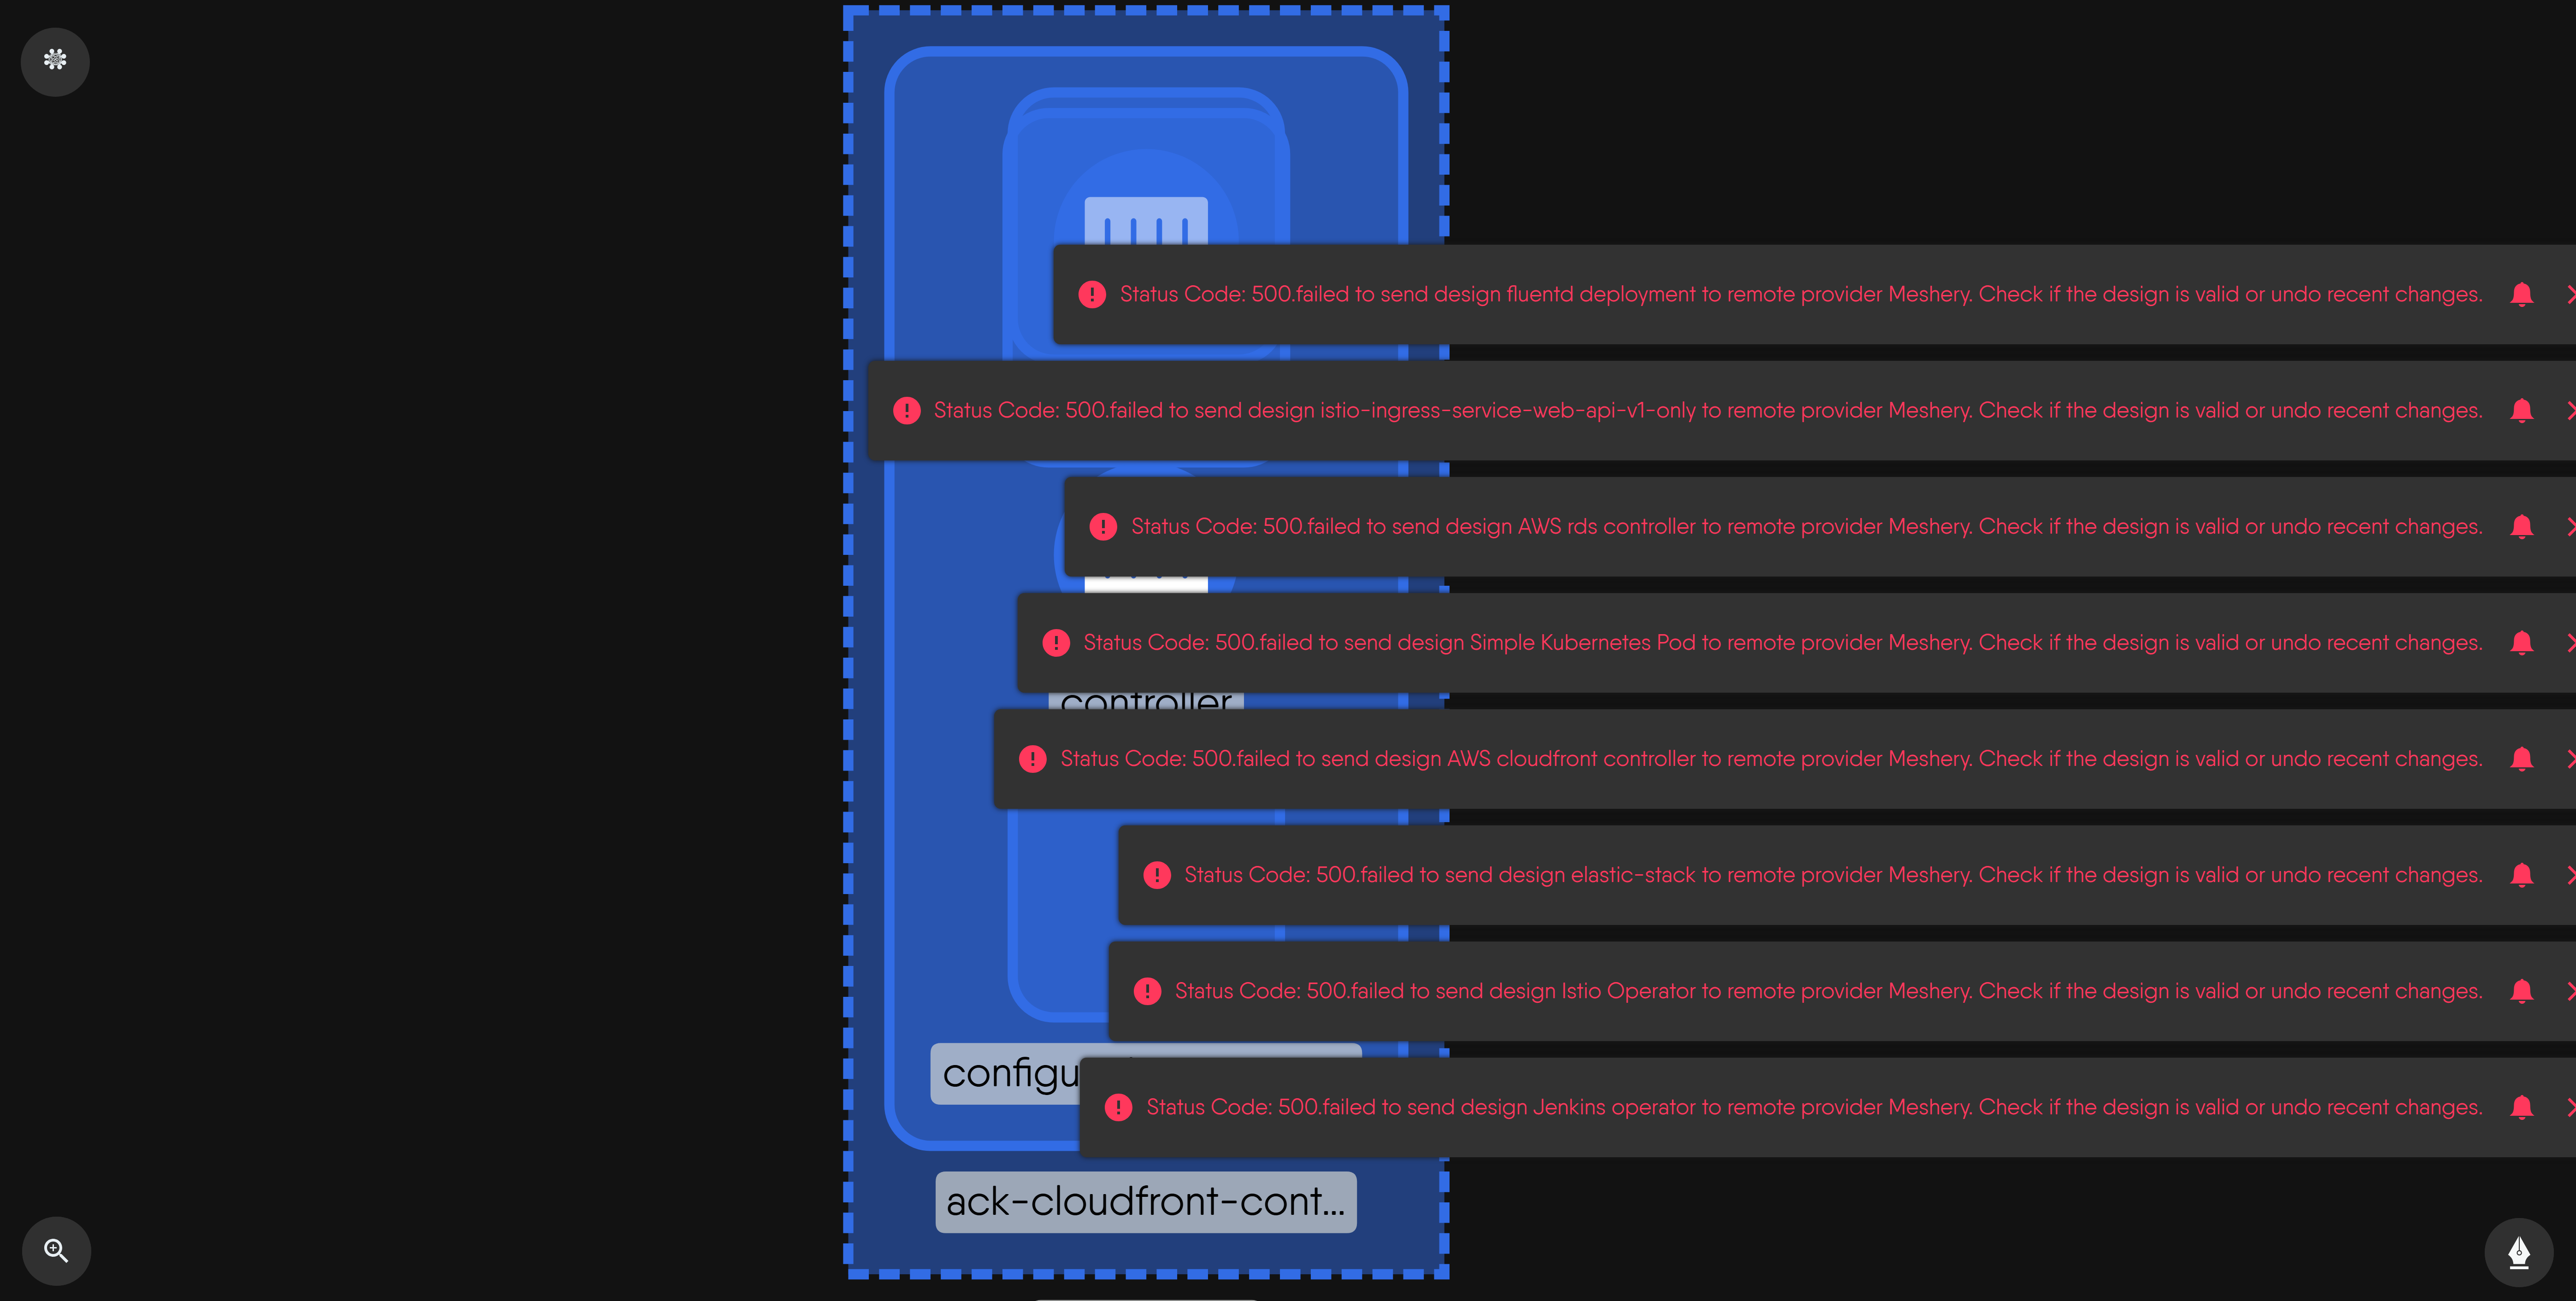 Status Code: 500.failed to send design fluentd deployment to remote provider Meshery. Check if the design is valid or undo recent changes.
Status Code: 500.failed to send design istio-ingress-service-web-api-v1-only to remote provider Meshery. Check if the design is valid or undo recent changes.
Status Code: 500.failed to send design AWS rds controller to remote provider Meshery. Check if the design is valid or undo recent changes.
Status Code: 500.failed to send design Simple Kubernetes Pod to remote provider Meshery. Check if the design is valid or undo recent changes.
controller
Status Code: 500.failed to send design AWS cloudfront controller to remote provider Meshery. Check if the design is valid or undo recent changes.
Status Code: 500.failed to send design elastic-stack to remote provider Meshery. Check if the design is valid or undo recent changes.
Status Code: 500.failed to send design Istio Operator to remote provider Meshery. Check if the design is valid or undo recent changes.
configu
Status Code: 500.failed to send design Jenkins operator to remote provider Meshery. Check if the design is valid or undo recent changes.
ack-cloudfront-cont...